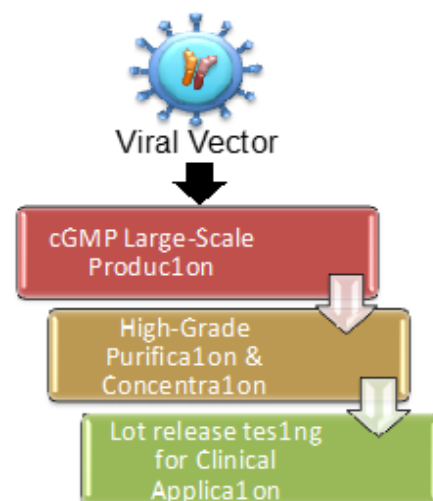 Viral Vector
cGMP Large-Scale
Produc1on
High-Grade
Purifica1on &
Concentra1on
Lot release tes1ng
for Clinical
Applica1on